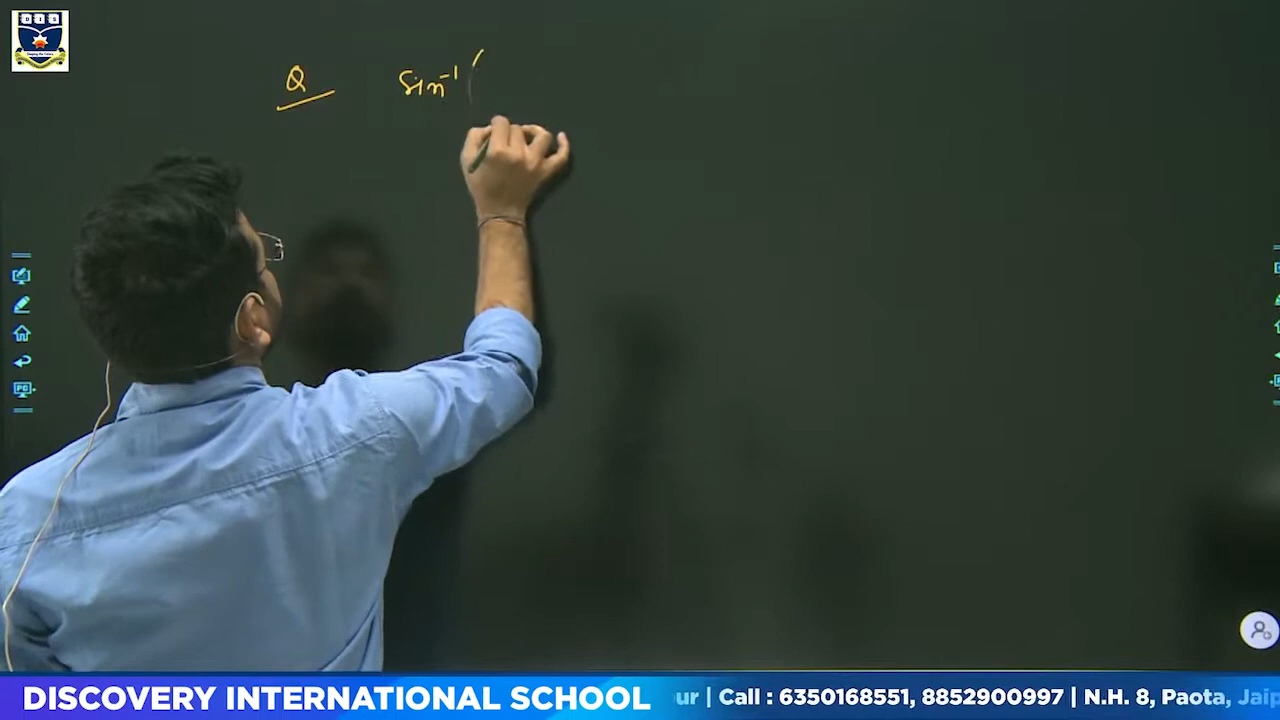 Q sin⁻¹(
DISCOVERY INTERNATIONAL SCHOOL
ur | Call : 6350168551, 8852900997 | N.H. 8, Paota, Jaip